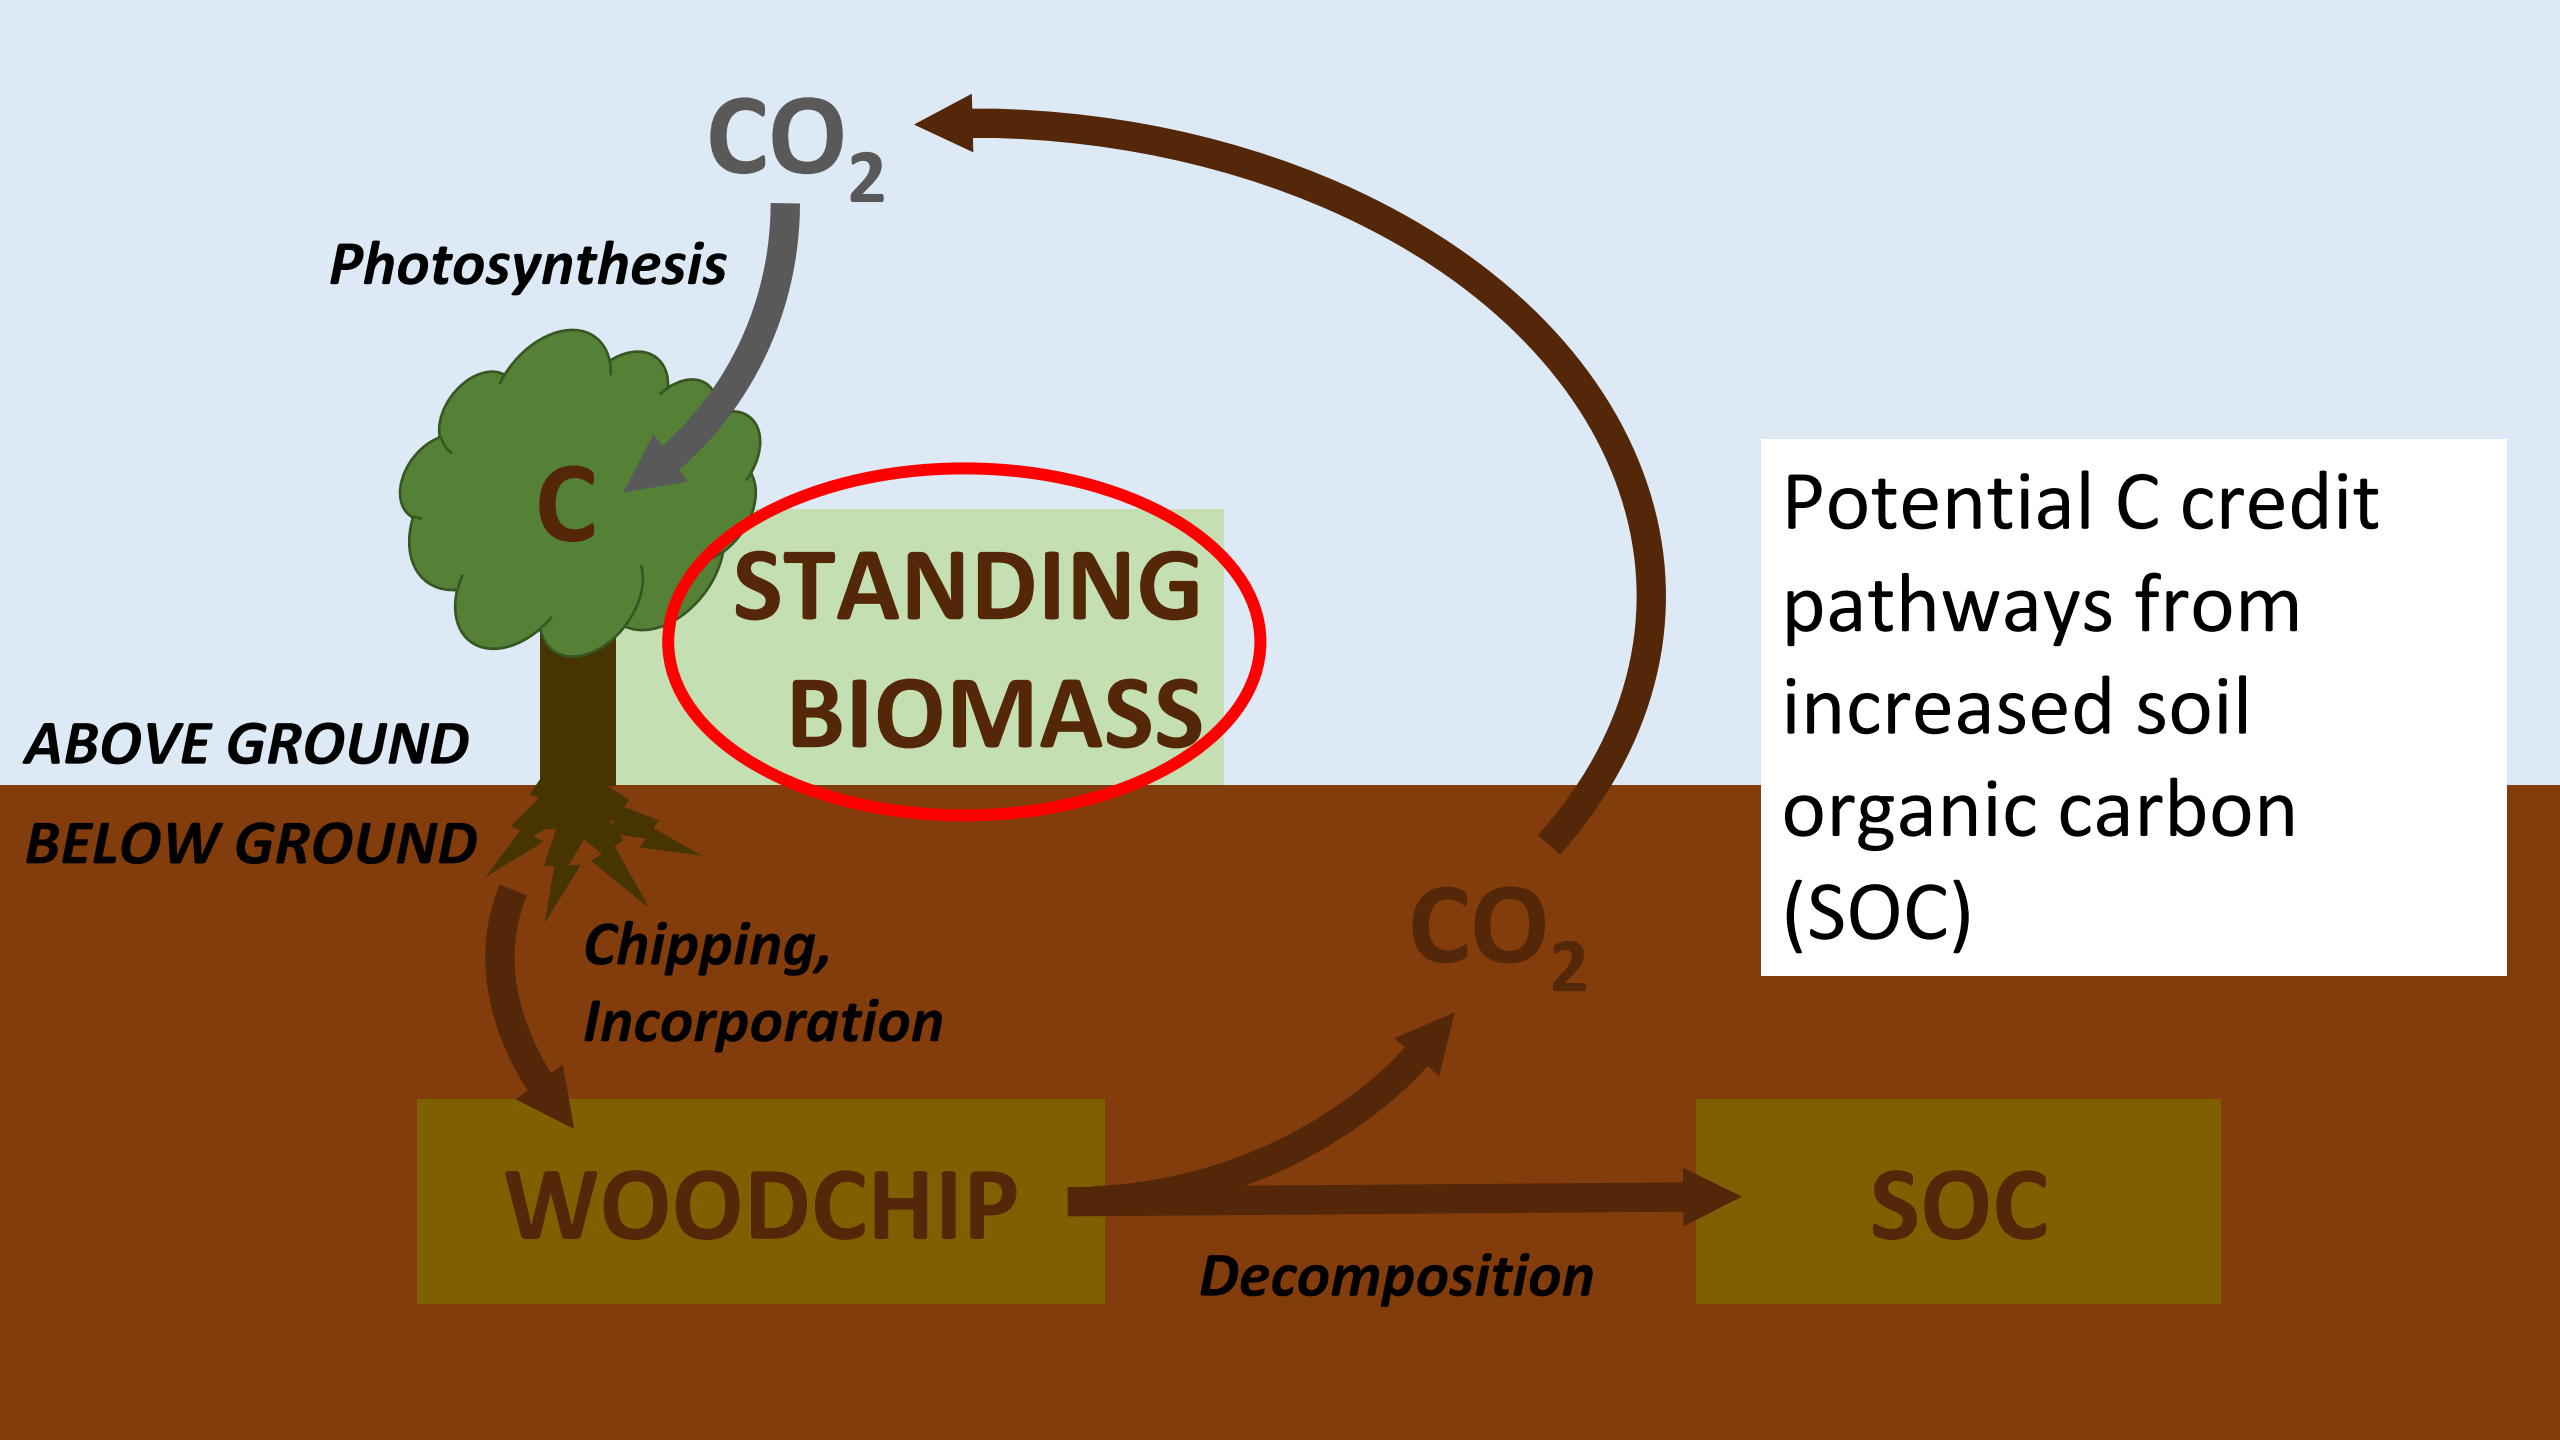 CO₂
Photosynthesis
C
STANDING
BIOMASS
ABOVE GROUND
BELOW GROUND
Chipping,
Incorporation
WOODCHIP
Decomposition
CO₂
SOC
Potential C credit
pathways from
increased soil
organic carbon
(SOC)